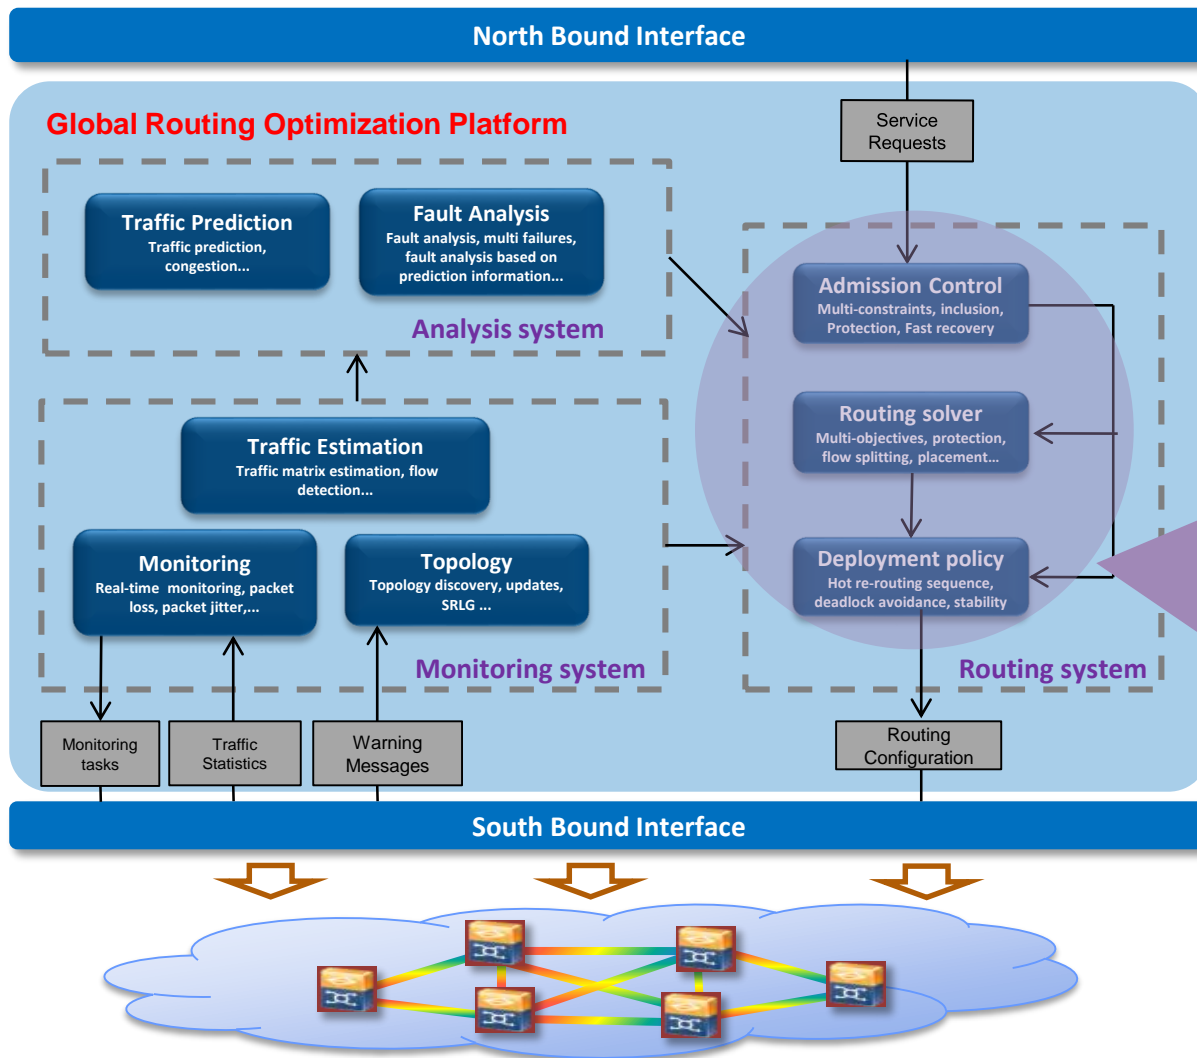 North Bound Interface
Global Routing Optimization Platform
Service
Requests
Traffic Prediction
Traffic prediction,
congestion...
Fault Analysis
Fault analysis, multi failures,
fault analysis based on
prediction information...
Analysis system
Admission Control
Multi-constraints, inclusion,
Protection, Fast recovery
Traffic Estimation
Traffic matrix estimation, flow
detection...
Routing solver
Multi-objectives, protection,
flow splitting, placement...
Monitoring
Real-time monitoring, packet
loss, packet jitter,...
Topology
Topology discovery, updates,
SRLG ...
Deployment policy
Hot re-routing sequence,
deadlock avoidance, stability
Monitoring system
Routing system
Monitoring
tasks
Traffic
Statistics
Warning
Messages
Routing
Configuration
South Bound Interface